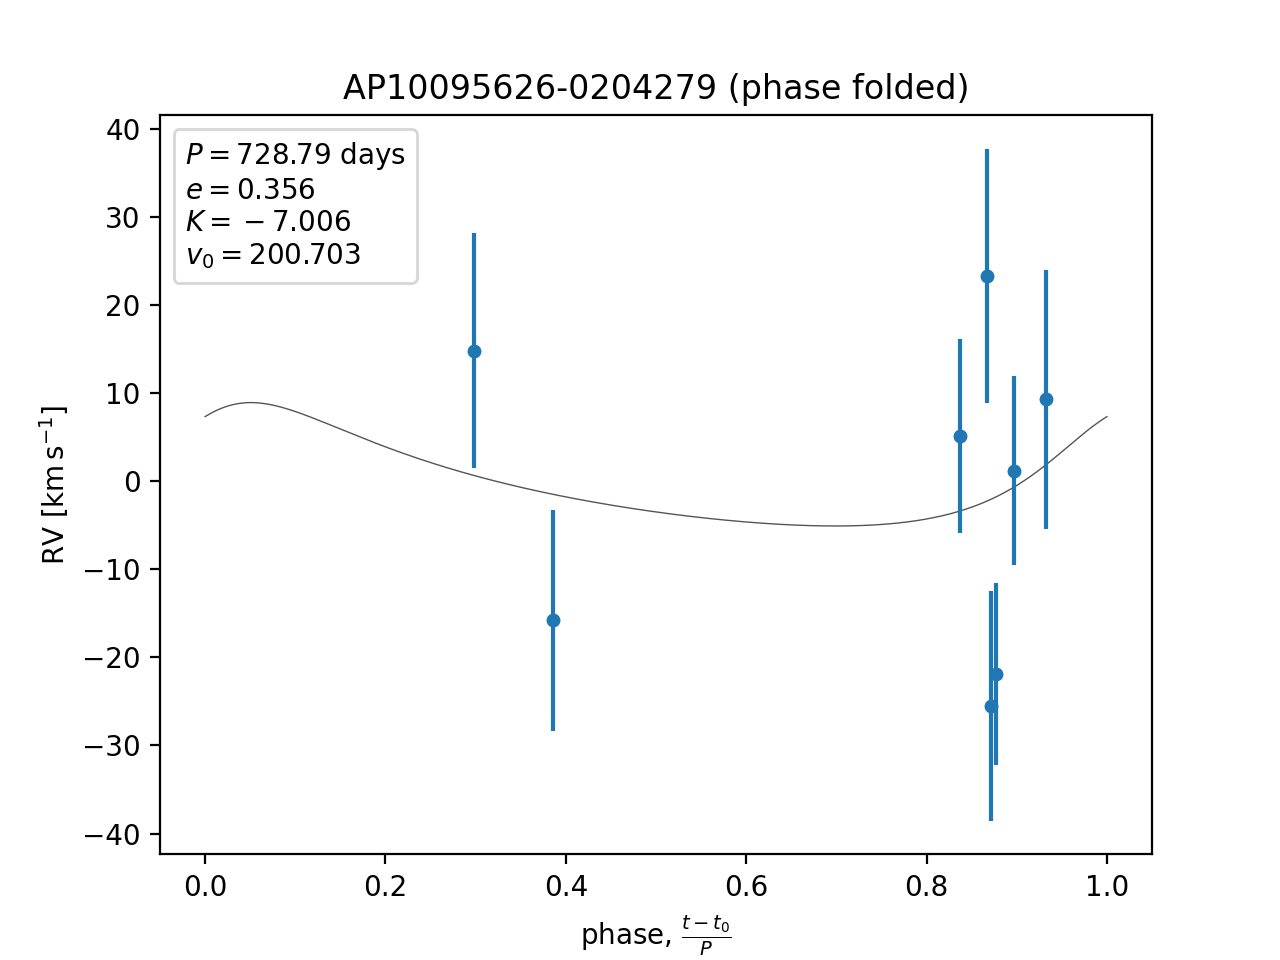 AP10095626-0204279 (phase folded)
P = 728.79 days
e = 0.356
K = −7.006
v₀ = 200.703
40
30
20
10
0
−10
−20
−30
−40
RV [km s⁻¹]
0.0 0.2 0.4 0.6 0.8 1.0
phase, (t − t₀)/P